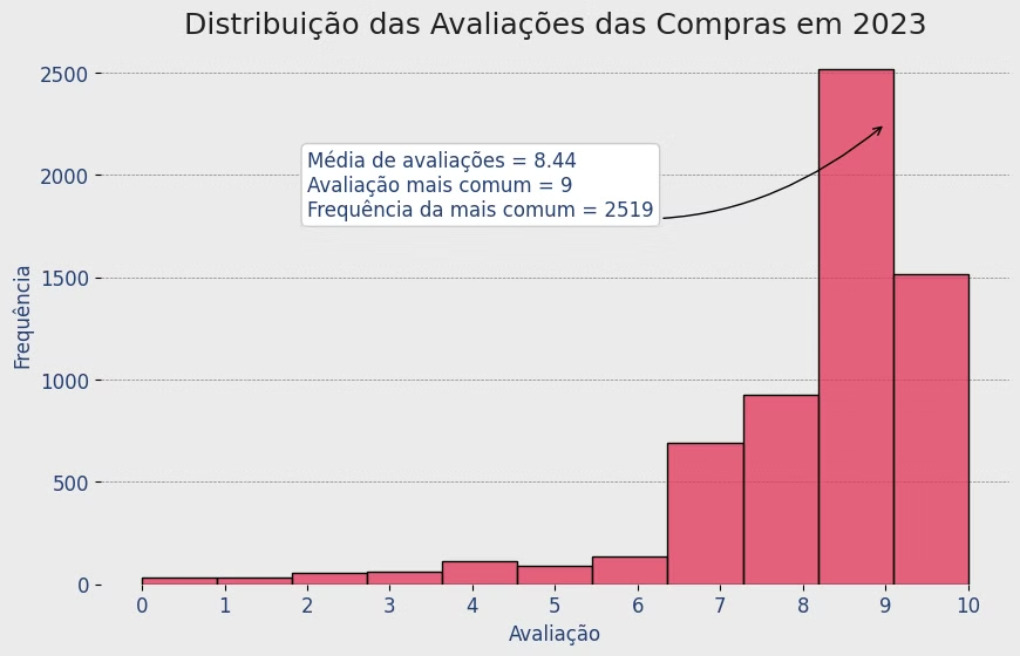 Distribuição das Avaliações das Compras em 2023
2500
2000
1500
1000
500
0
Frequência
Média de avaliações = 8.44
Avaliação mais comum = 9
Frequência da mais comum = 2519
0 1 2 3 4 5 6 7 8 9 10
Avaliação